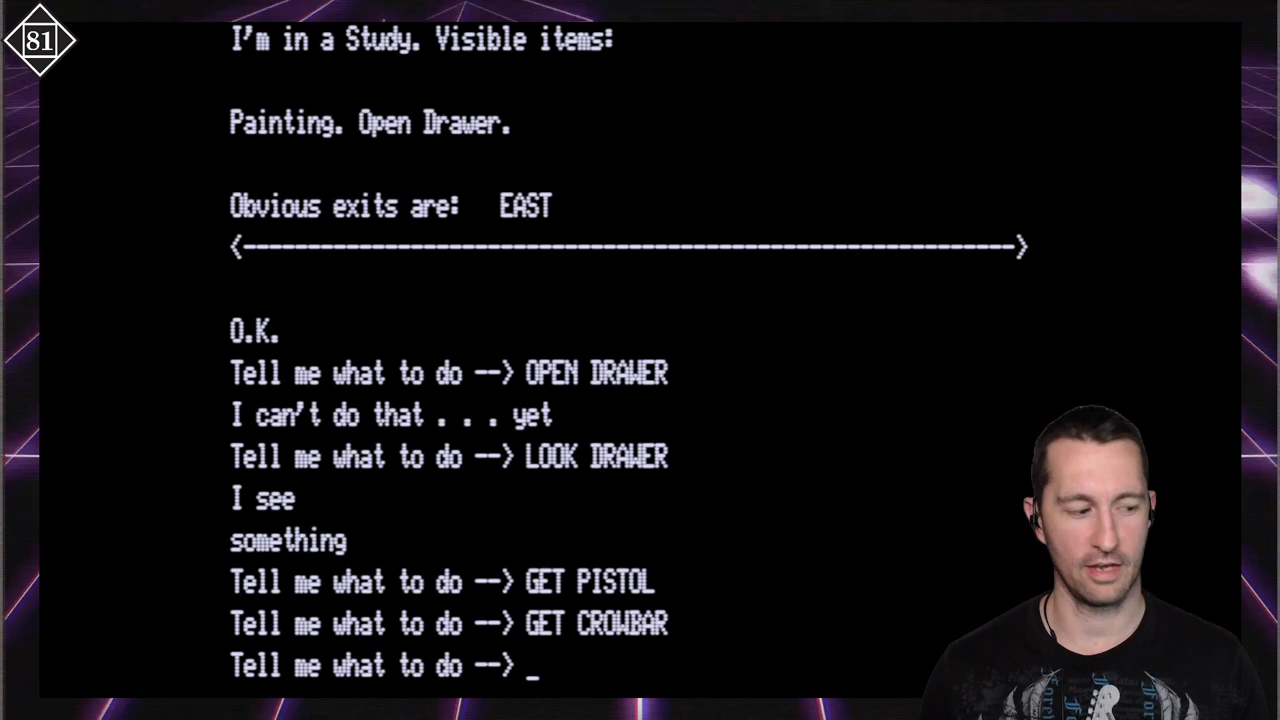 81
I'm in a Study. Visible items:
Painting. Open Drawer.
Obvious exits are: EAST
<------------------------------------------------------------>
O.K.
Tell me what to do --> OPEN DRAWER
I can't do that . . . yet
Tell me what to do --> LOOK DRAWER
I see
something
Tell me what to do --> GET PISTOL
Tell me what to do --> GET CROWBAR
Tell me what to do --> _